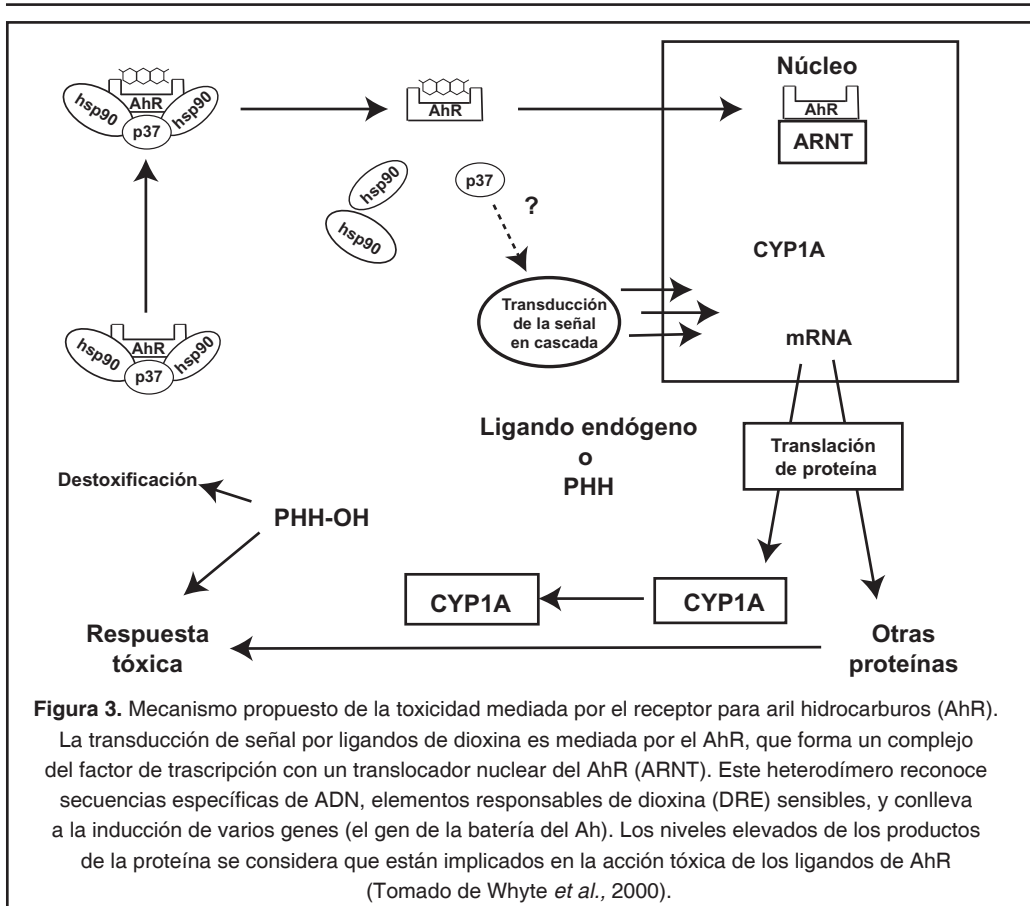 hsp90
AhR
hsp90
p37
AhR
Núcleo
AhR
ARNT
hsp90
p37
?
hsp90
CYP1A
Transducción
de la señal
en cascada
mRNA
hsp90
AhR
hsp90
p37
Ligando endógeno
o
PHH
Translación
de proteína
Destoxificación
PHH-OH
CYP1A
CYP1A
Respuesta
tóxica
Otras
proteínas
Figura 3. Mecanismo propuesto de la toxicidad mediada por el receptor para aril hidrocarburos (AhR).
La transducción de señal por ligandos de dioxina es mediada por el AhR, que forma un complejo
del factor de trascripción con un translocador nuclear del AhR (ARNT). Este heterodímero reconoce
secuencias específicas de ADN, elementos responsables de dioxina (DRE) sensibles, y conlleva
a la inducción de varios genes (el gen de la batería del Ah). Los niveles elevados de los productos
de la proteína se considera que están implicados en la acción tóxica de los ligandos de AhR
(Tomado de Whyte et al., 2000).